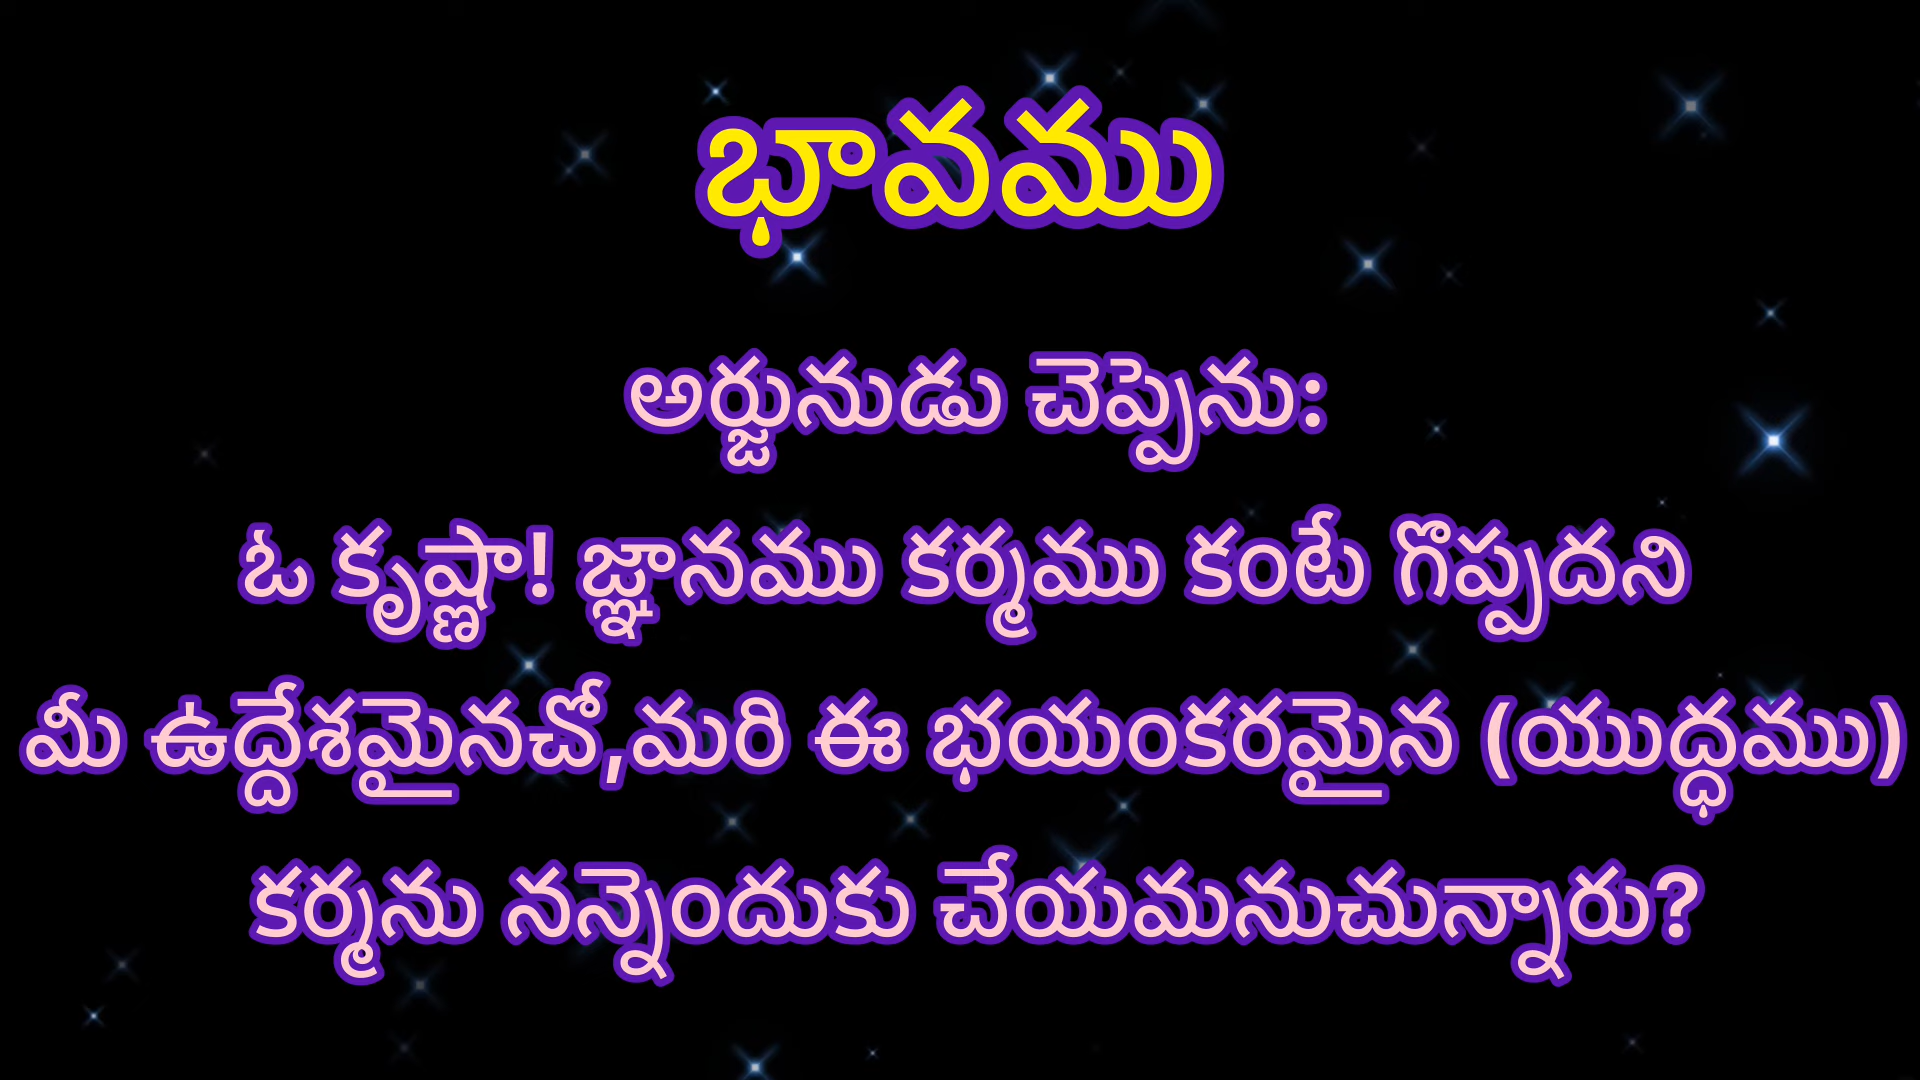 భావము
అర్జునుడు చెప్పెను:
ఓ కృష్ణా! జ్ఞానము కర్మము కంటే గొప్పదని
మీ ఉద్దేశమైనచో,మరి ఈ భయంకరమైన (యుద్ధము)
కర్మను నన్నెందుకు చేయమనుచున్నారు?